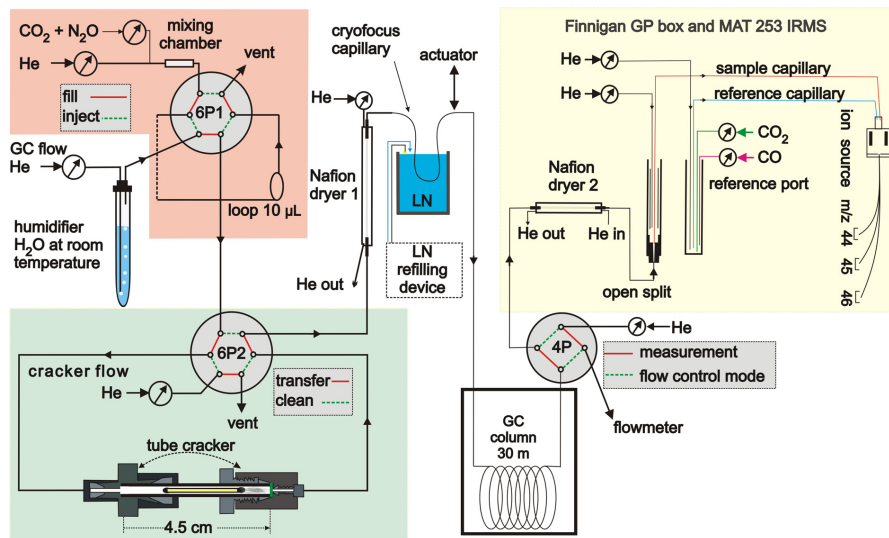 CO2 + N2O
mixing
chamber
He
vent
fill
inject
6P1
GC flow
He
loop 10 µL
humidifier
H2O at room
temperature
cryofocus
capillary
actuator
He
Nafion
dryer 1
LN
He out
LN
refilling
device
6P2
cracker flow
He
transfer
clean
vent
tube cracker
4.5 cm
Finnigan GP box and MAT 253 IRMS
He
He
sample capillary
reference capillary
CO2
CO
reference port
ion source m/z
44
45
46
Nafion
dryer 2
He out
He in
open split
4P
He
measurement
flow control mode
flowmeter
GC
column
30 m